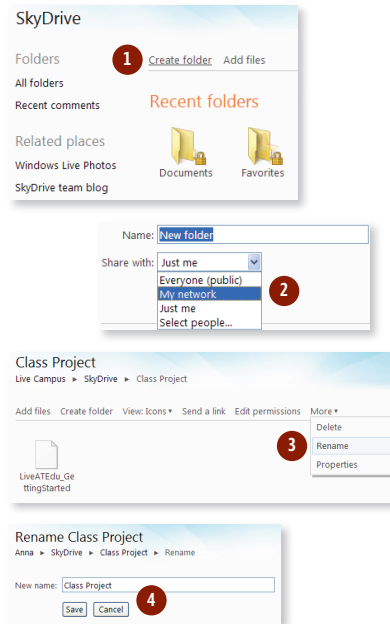 SkyDrive
Folders
1 Create folder Add files
All folders
Recent comments
Recent folders
Related places
Windows Live Photos
SkyDrive team blog
Documents Favorites
Name: New folder
Share with: Just me
Everyone (public)
My network
2
Just me
Select people...
Class Project
Live Campus ▸ SkyDrive ▸ Class Project
Add files Create folder View: Icons ▾ Send a link Edit permissions More ▾
Delete
3 Rename
Properties
LiveATEdu_Ge
ttingStarted
Rename Class Project
Anna ▸ SkyDrive ▸ Class Project ▸ Rename
New name: Class Project
4
Save Cancel